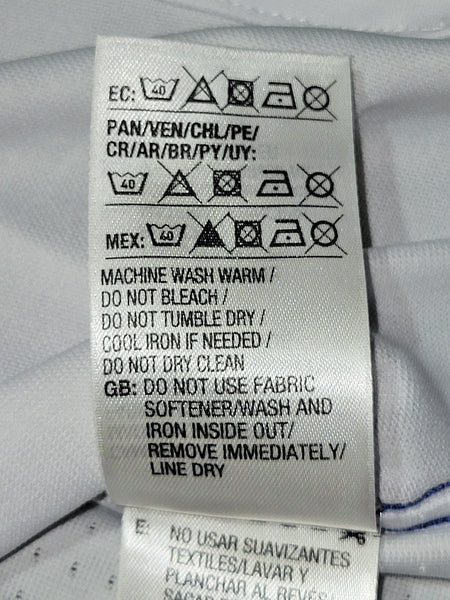 EC: 40
PAN/VEN/CHL/PE/
CR/AR/BR/PY/UY:
40
MEX: 40
MACHINE WASH WARM /
DO NOT BLEACH /
DO NOT TUMBLE DRY /
COOL IRON IF NEEDED /
DO NOT DRY CLEAN
GB: DO NOT USE FABRIC
SOFTENER/WASH AND
IRON INSIDE OUT/
REMOVE IMMEDIATELY/
LINE DRY
E: NO USAR SUAVIZANTES
TEXTILES/LAVAR Y
PLANCHAR AL REVES